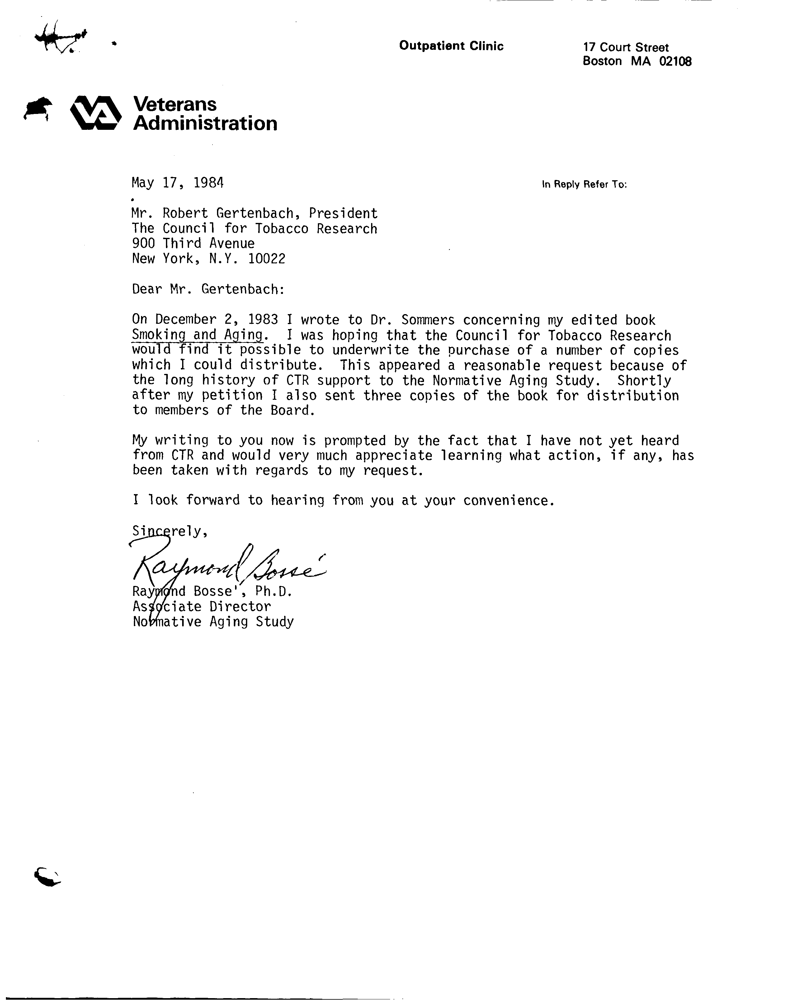 Outpatient Clinic
17 Court Street
Boston MA 02108
VA
Veterans
Administration
May 17, 1984
In Reply Refer To:
Mr. Robert Gertenbach, President
The Council for Tobacco Research
900 Third Avenue
New York, N.Y. 10022
Dear Mr. Gertenbach:
On December 2, 1983 I wrote to Dr. Sommers concerning my edited book
Smoking and Aging. I was hoping that the Council for Tobacco Research
would find it possible to underwrite the purchase of a number of copies
which I could distribute. This appeared a reasonable request because of
the long history of CTR support to the Normative Aging Study. Shortly
after my petition I also sent three copies of the book for distribution
to members of the Board.
My writing to you now is prompted by the fact that I have not yet heard
from CTR and would very much appreciate learning what action, if any, has
been taken with regards to my request.
I look forward to hearing from you at your convenience.
Sincerely,
Raymond Bossé
Raymond Bosse', Ph.D.
Associate Director
Normative Aging Study